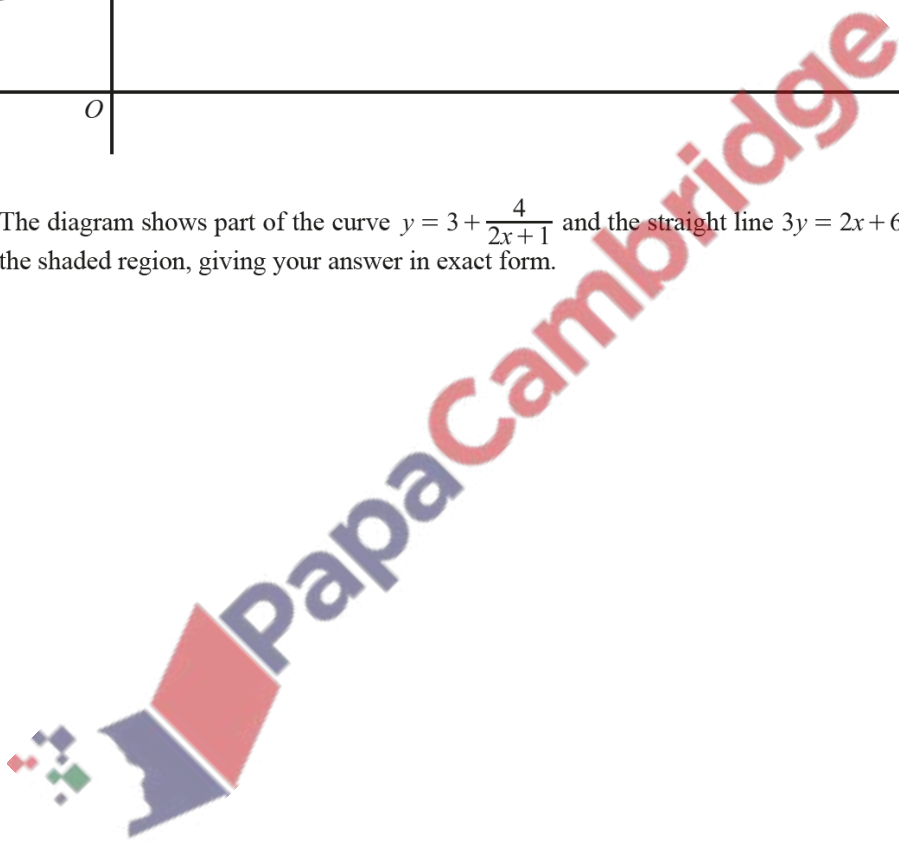 O
The diagram shows part of the curve y = 3 + 4/(2x + 1) and the straight line 3y = 2x + 6
the shaded region, giving your answer in exact form.
PapaCambridge